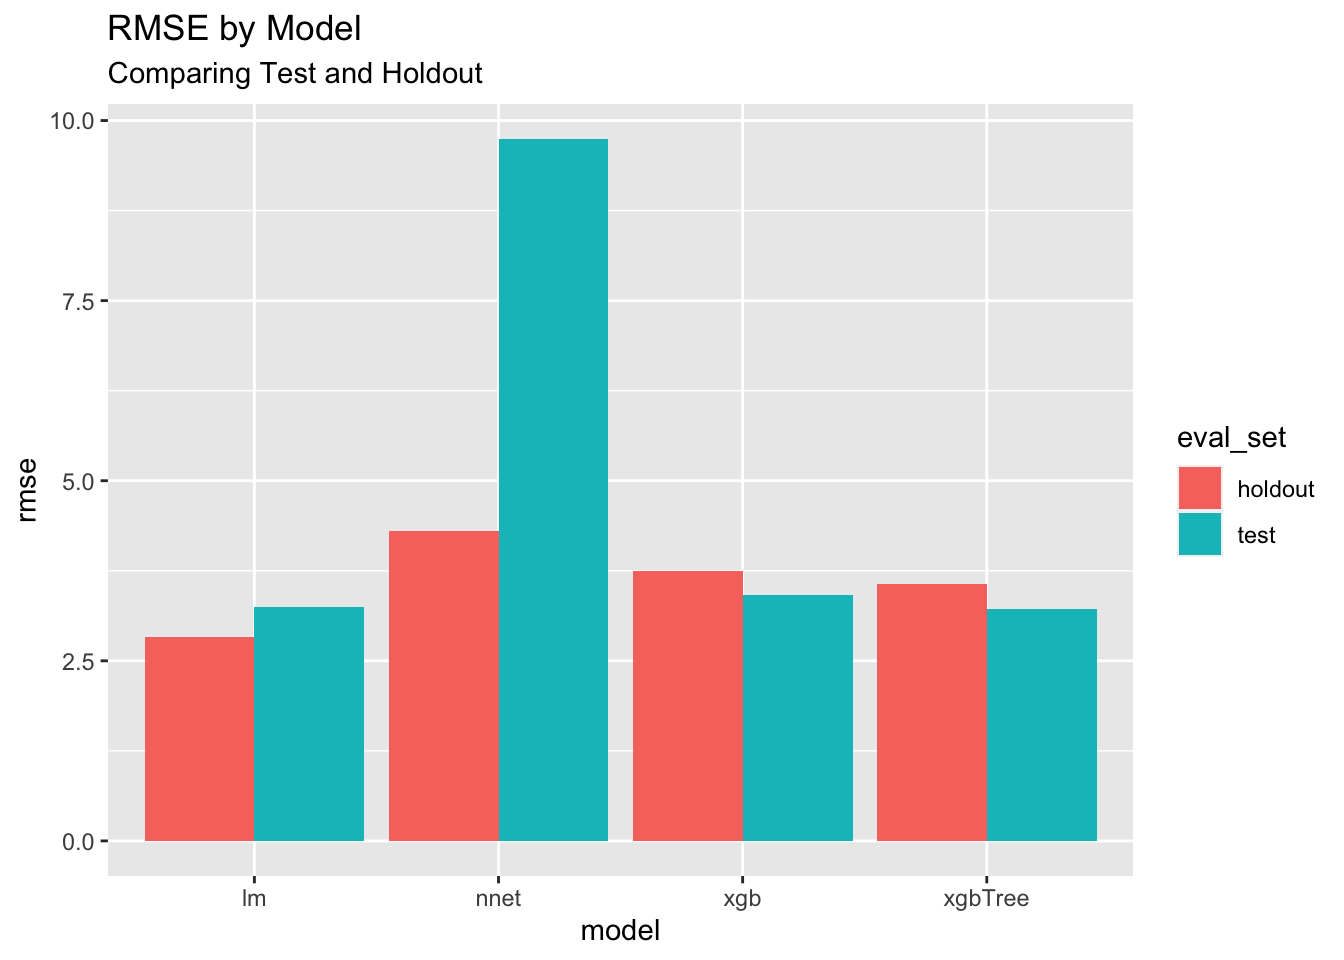 RMSE by Model
Comparing Test and Holdout
10.0
7.5
5.0
2.5
0.0
rmse
lm nnet xgb xgbTree
model
eval_set
holdout
test